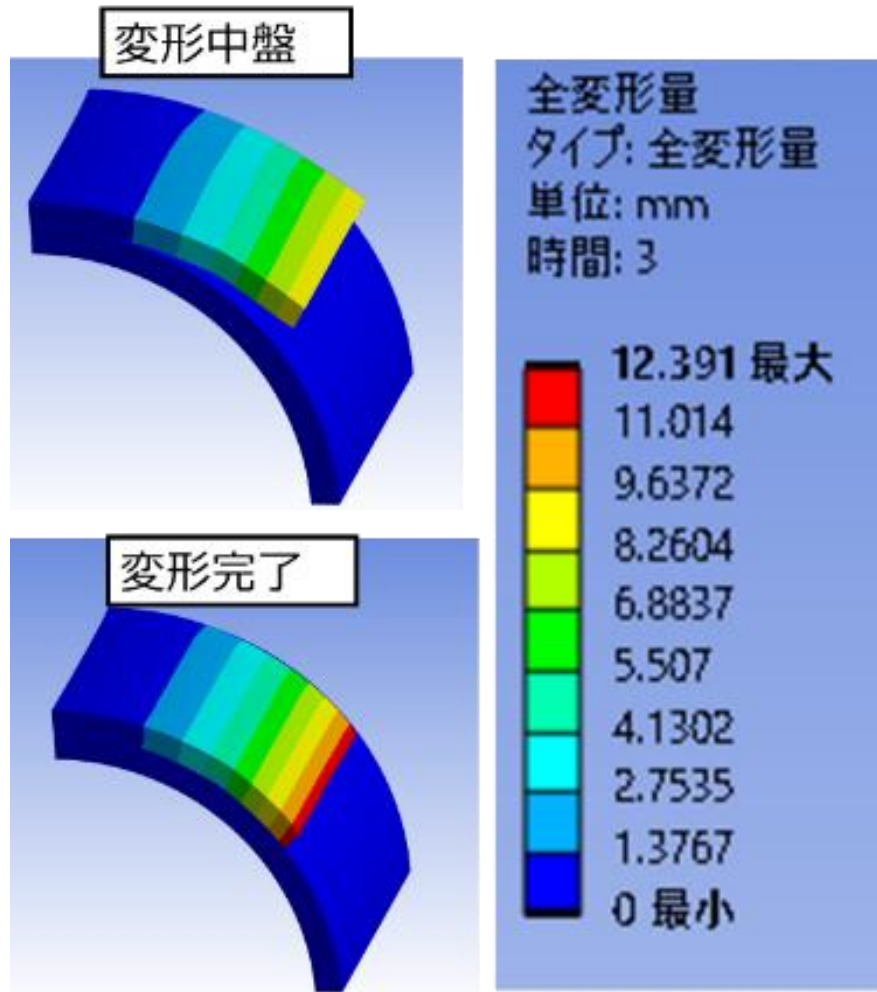 変形中盤
変形完了
全変形量
タイプ: 全変形量
単位: mm
時間: 3
12.391 最大
11.014
9.6372
8.2604
6.8837
5.507
4.1302
2.7535
1.3767
0 最小